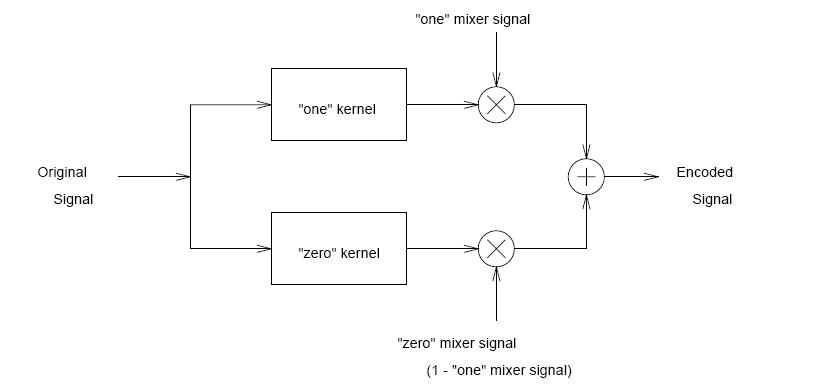 "one" mixer signal
"one" kernel
Original
Signal
Encoded
Signal
"zero" kernel
"zero" mixer signal
(1 - "one" mixer signal)